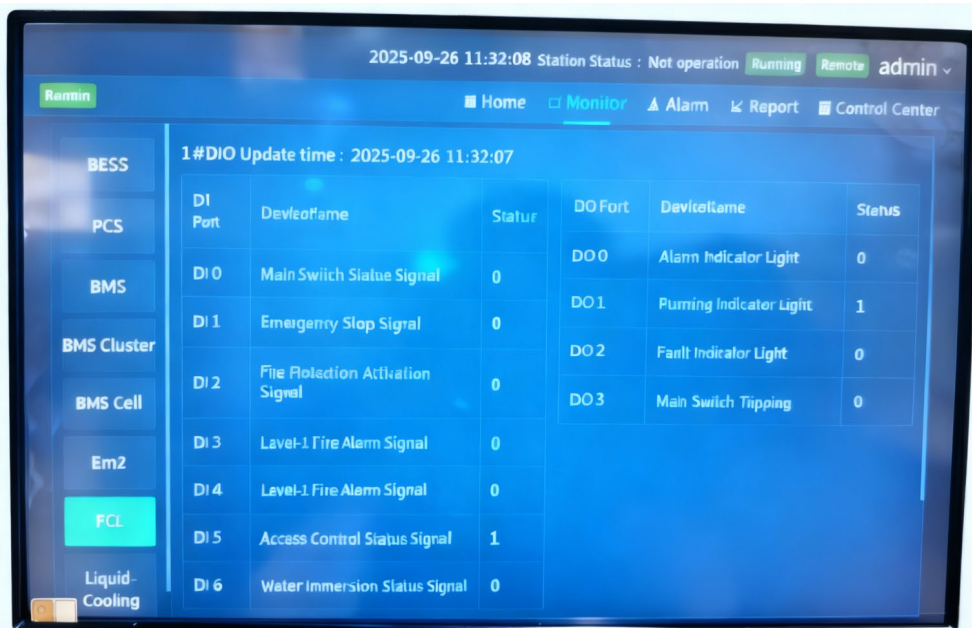 2025-09-26 11:32:08 Station Status : Not operation Running Remote admin
Remmin
Home Monitor Alarm Report Control Center
BESS
PCS
BMS
BMS Cluster
BMS Cell
Em2
FCL
Liquid-
Cooling
1#DIO Update time : 2025-09-26 11:32:07
DI
Port
DeviceName
Status
DI 0 Main Switch Status Signal 0
DI 1 Emergency Stop Signal 0
DI 2 Fire Protection Activation
Signal 0
DI 3 Level-1 Fire Alarm Signal 0
DI 4 Level-1 Fire Alarm Signal 0
DI 5 Access Control Status Signal 1
DI 6 Water Immersion Status Signal 0
DO Port DeviceName Status
DO 0 Alarm Indicator Light 0
DO 1 Running Indicator Light 1
DO 2 Fault Indicator Light 0
DO 3 Main Switch Tripping 0